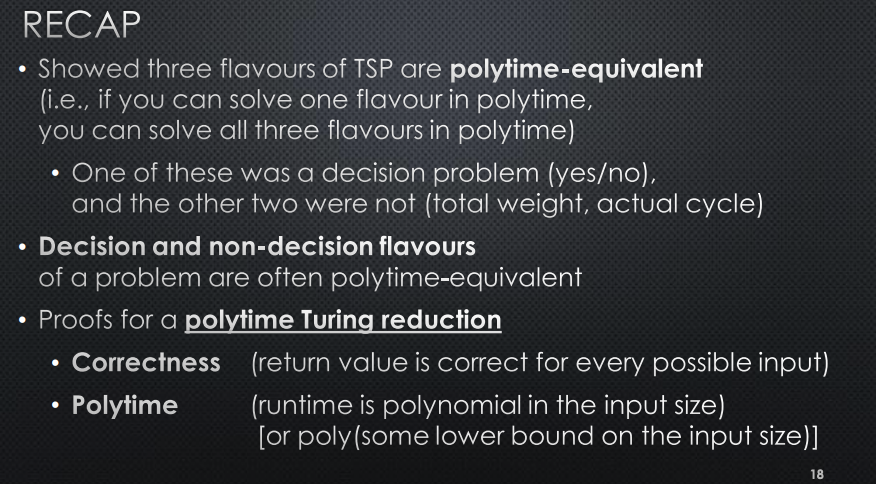 RECAP
• Showed three flavours of TSP are polytime-equivalent
(i.e., if you can solve one flavour in polytime,
you can solve all three flavours in polytime)
• One of these was a decision problem (yes/no),
and the other two were not (total weight, actual cycle)
• Decision and non-decision flavours
of a problem are often polytime-equivalent
• Proofs for a polytime Turing reduction
• Correctness (return value is correct for every possible input)
• Polytime (runtime is polynomial in the input size)
[or poly(some lower bound on the input size)]
18